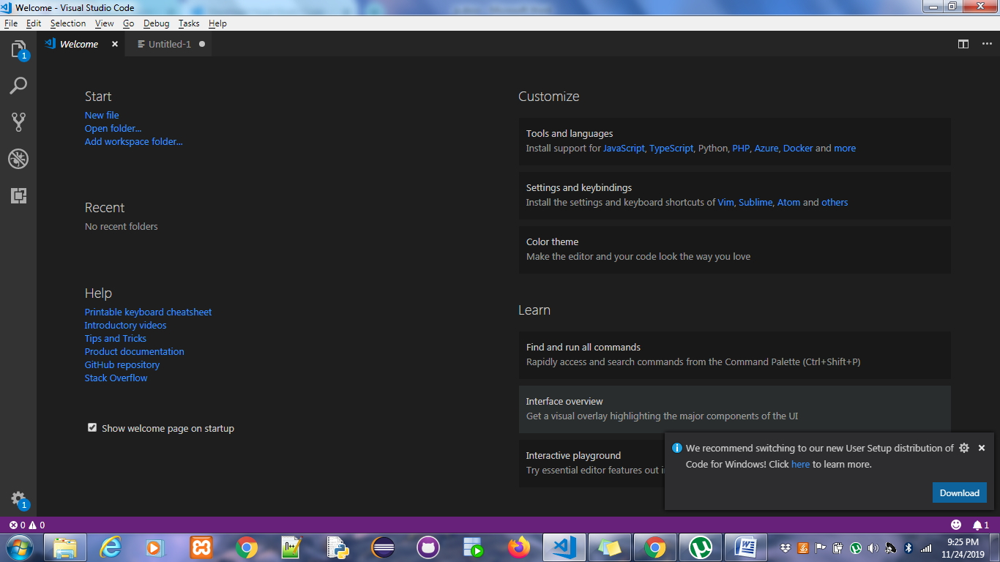 Welcome - Visual Studio Code
File Edit Selection View Go Debug Tasks Help
Welcome × Untitled-1
1
Start
New file
Open folder...
Add workspace folder...
Recent
No recent folders
Help
Printable keyboard cheatsheet
Introductory videos
Tips and Tricks
Product documentation
GitHub repository
Stack Overflow
Show welcome page on startup
Customize
Tools and languages
Install support for JavaScript, TypeScript, Python, PHP, Azure, Docker and more
Settings and keybindings
Install the settings and keyboard shortcuts of Vim, Sublime, Atom and others
Color theme
Make the editor and your code look the way you love
Learn
Find and run all commands
Rapidly access and search commands from the Command Palette (Ctrl+Shift+P)
Interface overview
Get a visual overlay highlighting the major components of the UI
Interactive playground
Try essential editor features out i
We recommend switching to our new User Setup distribution of
Code for Windows! Click here to learn more.
Download
1
0 0 1
9:25 PM
11/24/2019